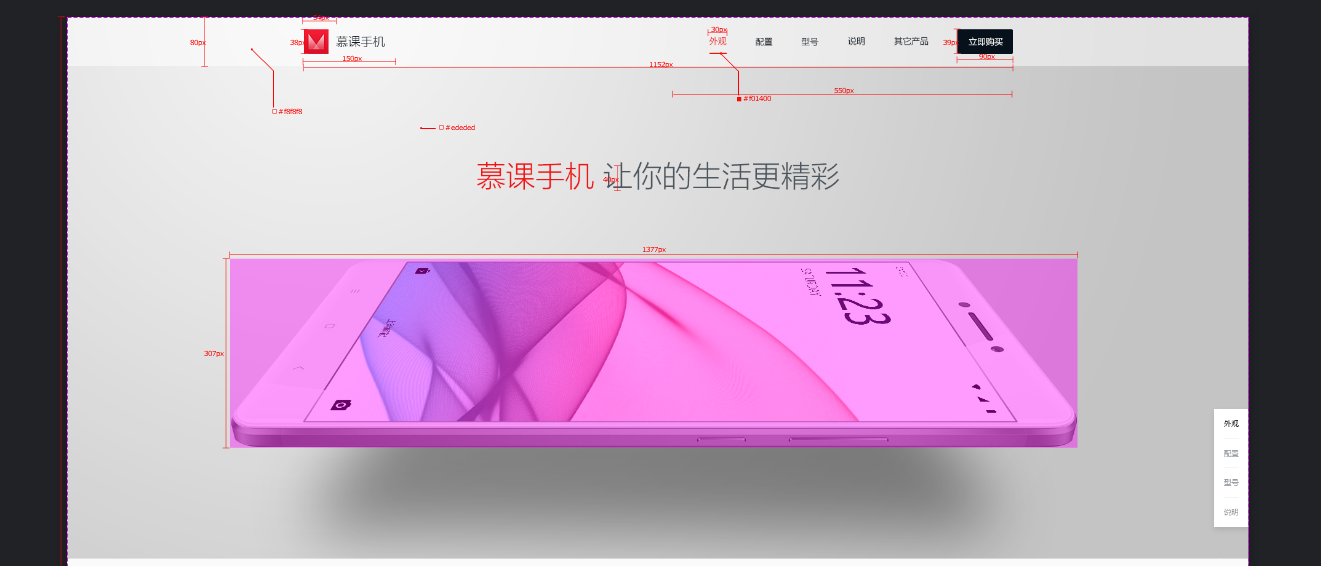 80px
38px
慕课手机
150px
30px
外观
配置
型号
说明
其它产品
39px
立即购买
90px
1152px
550px
#f8f8f8
#f01400
#ededed
慕课手机 让你的生活更精彩
1377px
307px
11:23
外观
配置
型号
说明